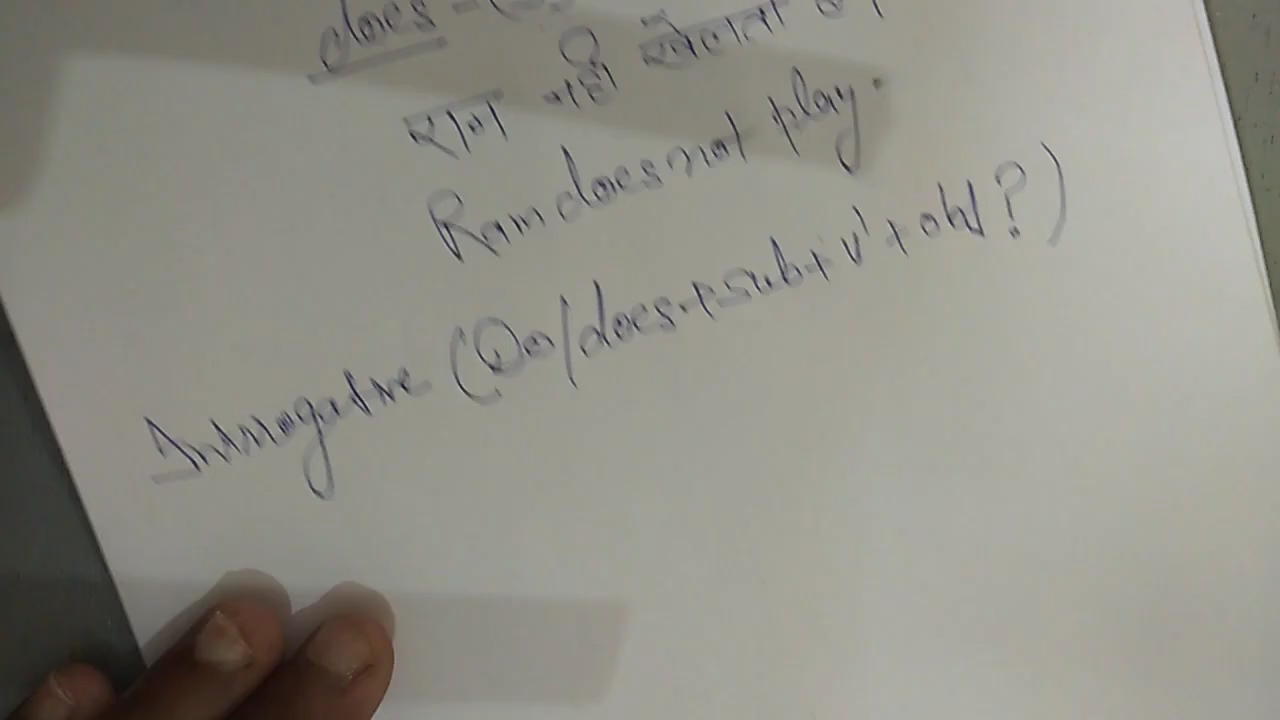 does
राम नही खेलता है।
Ram does not play.
Interrogative (Do/does+sub+v¹+obj?)